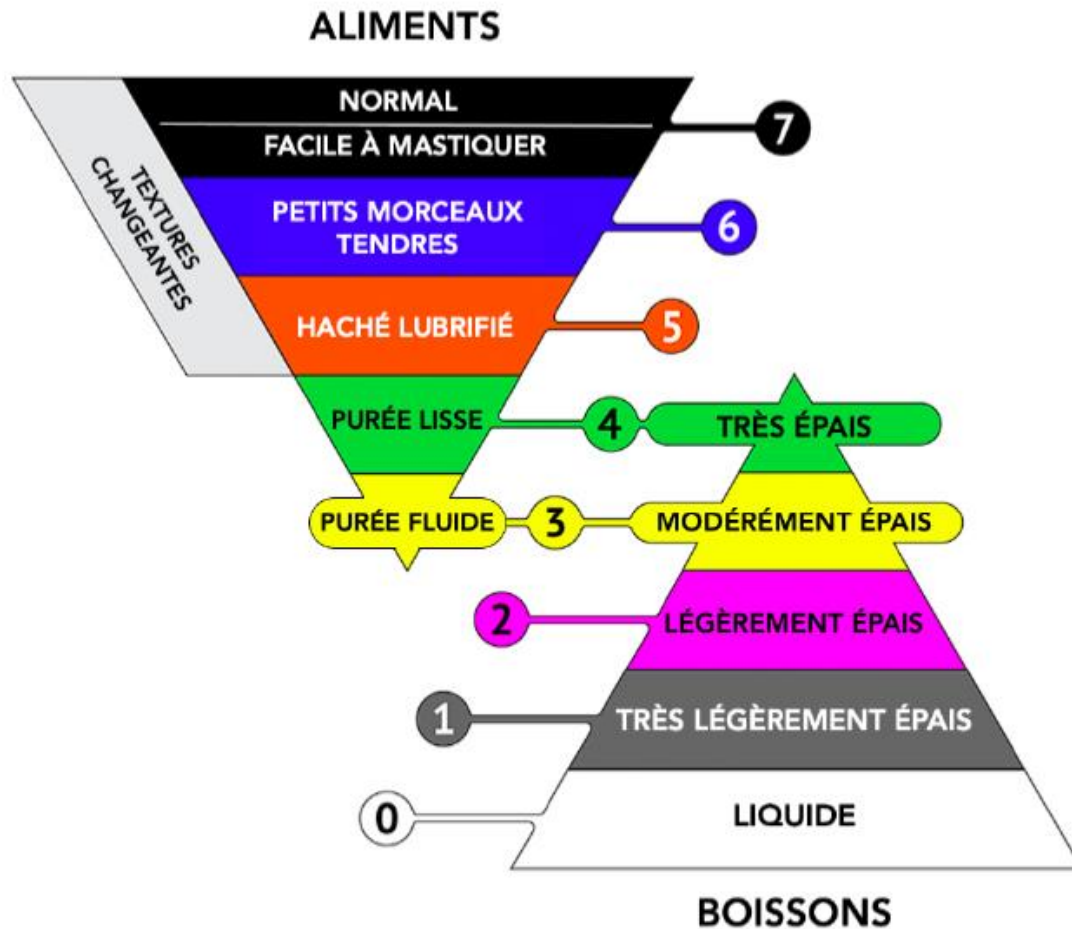 ALIMENTS
NORMAL
FACILE À MASTIQUER
7
TEXTURES
CHANGEANTES
PETITS MORCEAUX
TENDRES
6
HACHÉ LUBRIFIÉ
5
PURÉE LISSE
4
TRÈS ÉPAIS
PURÉE FLUIDE
3
MODÉRÉMENT ÉPAIS
2
LÉGÈREMENT ÉPAIS
1
TRÈS LÉGÈREMENT ÉPAIS
0
LIQUIDE
BOISSONS